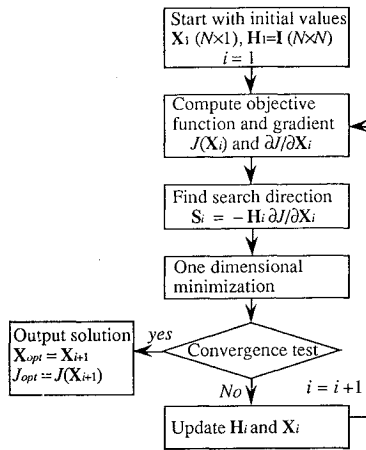 Start with initial values
X1 (N×1), H1=I (N×N)
i = 1
Compute objective
function and gradient
J(Xi) and ∂J/∂Xi
Find search direction
Si = −Hi ∂J/∂Xi
One dimensional
minimization
Output solution
Xopt = Xi+1
Jopt = J(Xi+1)
yes
Convergence test
No
i = i+1
Update Hi and Xi